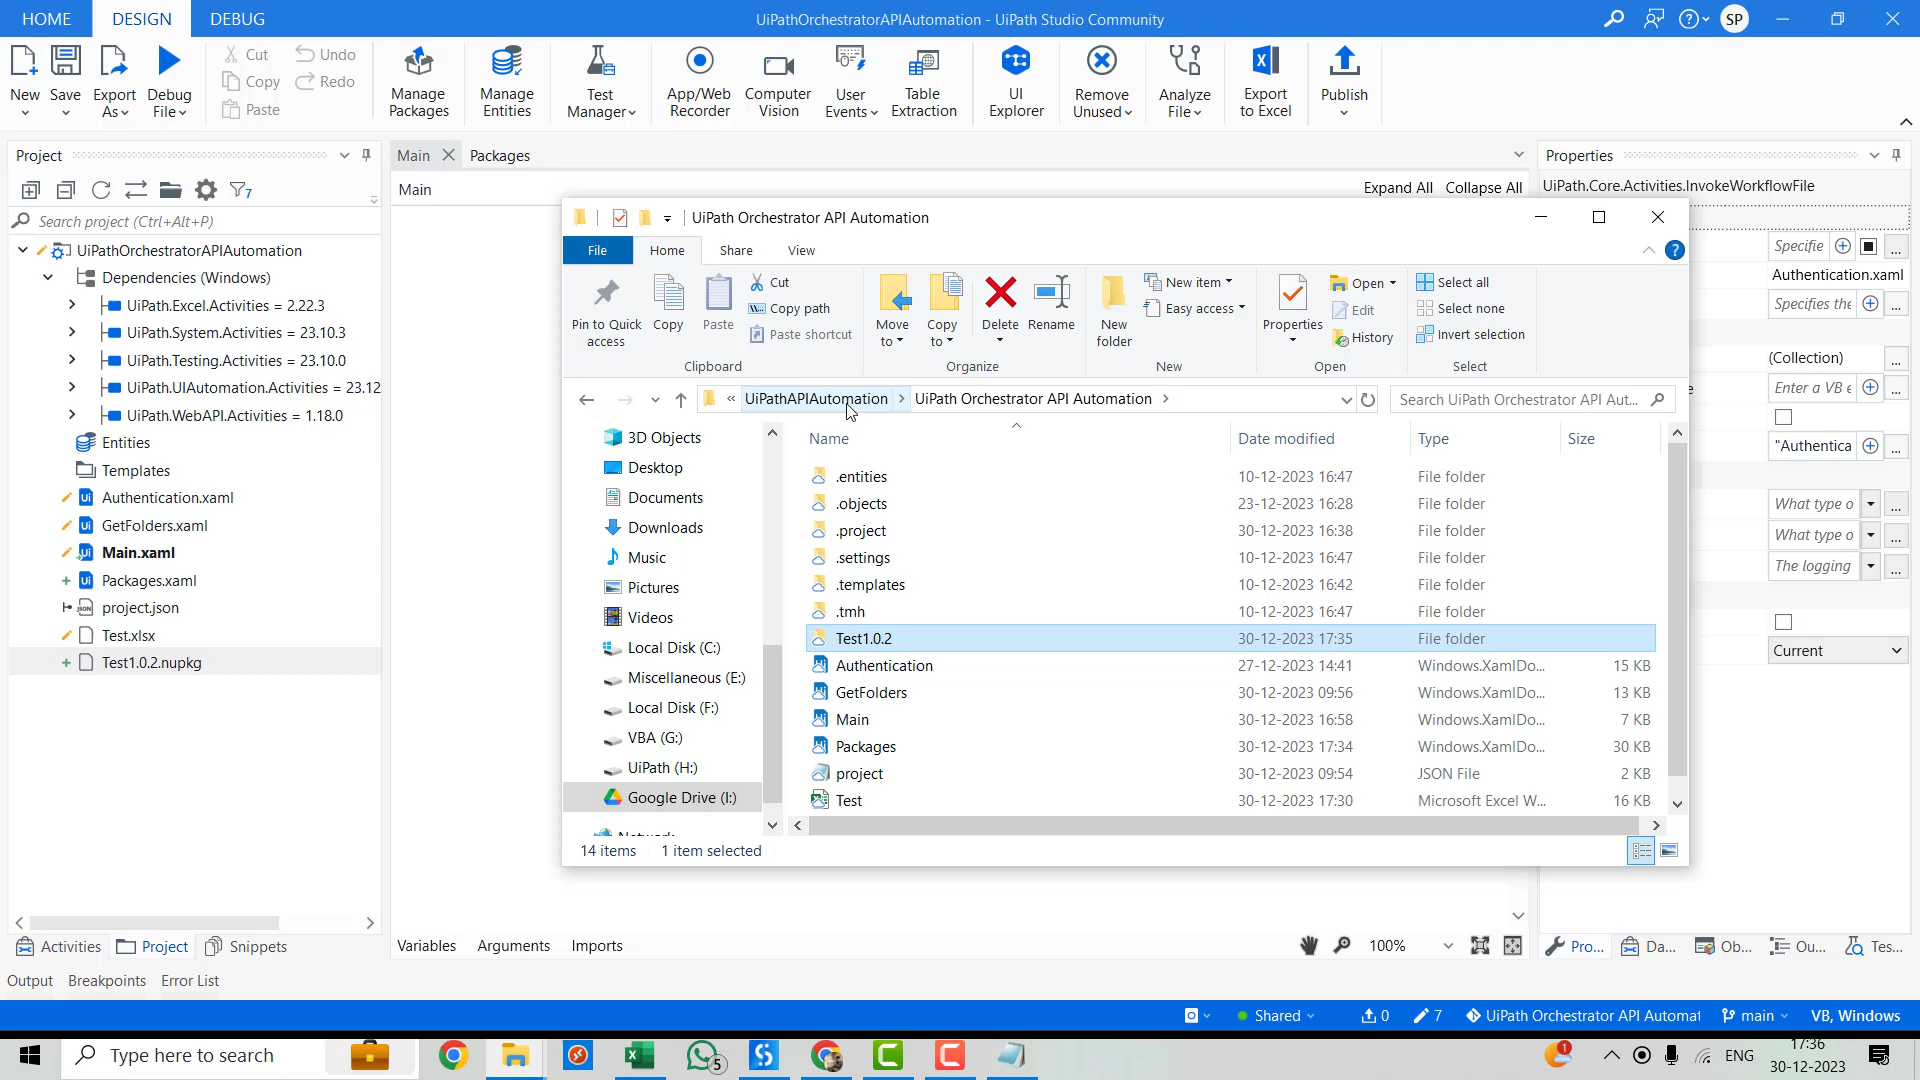 HOME DESIGN DEBUG
UiPathOrchestratorAPIAutomation - UiPath Studio Community
SP
New
Save
Export As
Debug File
Cut
Copy
Paste
Undo
Redo
Manage Packages
Manage Entities
Test Manager
App/Web Recorder
Computer Vision
User Events
Table Extraction
UI Explorer
Remove Unused
Analyze File
Export to Excel
Publish
Project
7
Search project (Ctrl+Alt+P)
UiPathOrchestratorAPIAutomation
Dependencies (Windows)
UiPath.Excel.Activities = 2.22.3
UiPath.System.Activities = 23.10.3
UiPath.Testing.Activities = 23.10.0
UiPath.UIAutomation.Activities = 23.12
UiPath.WebAPI.Activities = 1.18.0
Entities
Templates
Authentication.xaml
GetFolders.xaml
Main.xaml
Packages.xaml
project.json
Test.xlsx
Test1.0.2.nupkg
Activities Project Snippets
Main Packages
Main
Expand All Collapse All
UiPath Orchestrator API Automation
File Home Share View
Pin to Quick access
Copy
Paste
Cut
Copy path
Paste shortcut
Clipboard
Move to
Copy to
Delete
Rename
Organize
New folder
New item
Easy access
New
Properties
Open
Edit
History
Open
Select all
Select none
Invert selection
Select
« UiPathAPIAutomation > UiPath Orchestrator API Automation >
Search UiPath Orchestrator API Aut...
3D Objects
Desktop
Documents
Downloads
Music
Pictures
Videos
Local Disk (C:)
Miscellaneous (E:)
Local Disk (F:)
VBA (G:)
UiPath (H:)
Google Drive (I:)
Name Date modified Type Size
.entities 10-12-2023 16:47 File folder
.objects 23-12-2023 16:28 File folder
.project 30-12-2023 16:38 File folder
.settings 10-12-2023 16:47 File folder
.templates 10-12-2023 16:42 File folder
.tmh 10-12-2023 16:47 File folder
Test1.0.2 30-12-2023 17:35 File folder
Authentication 27-12-2023 14:41 Windows.XamlDo... 15 KB
GetFolders 30-12-2023 09:56 Windows.XamlDo... 13 KB
Main 30-12-2023 16:58 Windows.XamlDo... 7 KB
Packages 30-12-2023 17:34 Windows.XamlDo... 30 KB
project 30-12-2023 09:54 JSON File 2 KB
Test 30-12-2023 17:30 Microsoft Excel W... 16 KB
14 items 1 item selected
Properties
UiPath.Core.Activities.InvokeWorkflowFile
Specifie
Authentication.xaml
Specifies the
(Collection)
Enter a VB e
"Authentica
What type o
What type o
The logging
Current
Variables Arguments Imports
100%
Pro... Da... Ob... Ou... Tes...
Output Breakpoints Error List
Shared 0 7 UiPath Orchestrator API Automat main VB, Windows
Type here to search
5
1
ENG
17:36
30-12-2023